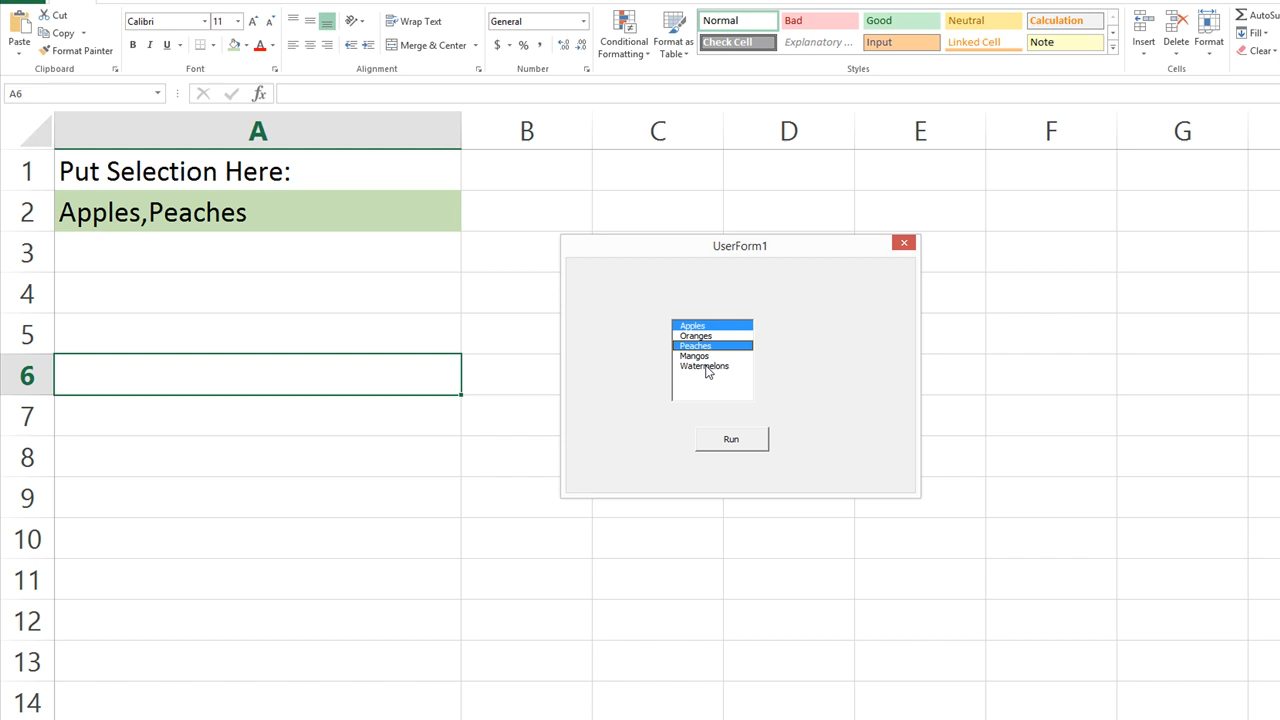 Cut
Copy
Format Painter
Paste
Clipboard
Calibri 11 A A
B I U A
Font
Wrap Text
Merge & Center
Alignment
General
$ % ,
Number
Conditional Formatting
Format as Table
Normal Bad Good Neutral Calculation
Check Cell Explanatory ... Input Linked Cell Note
Styles
Insert Delete Format
Cells
AutoSu
Fill
Clear
A6 fx
A B C D E F G
1 Put Selection Here:
2 Apples,Peaches
3
4
5
6
7
8
9
10
11
12
13
14
UserForm1
Apples
Oranges
Peaches
Mangos
Watermelons
Run